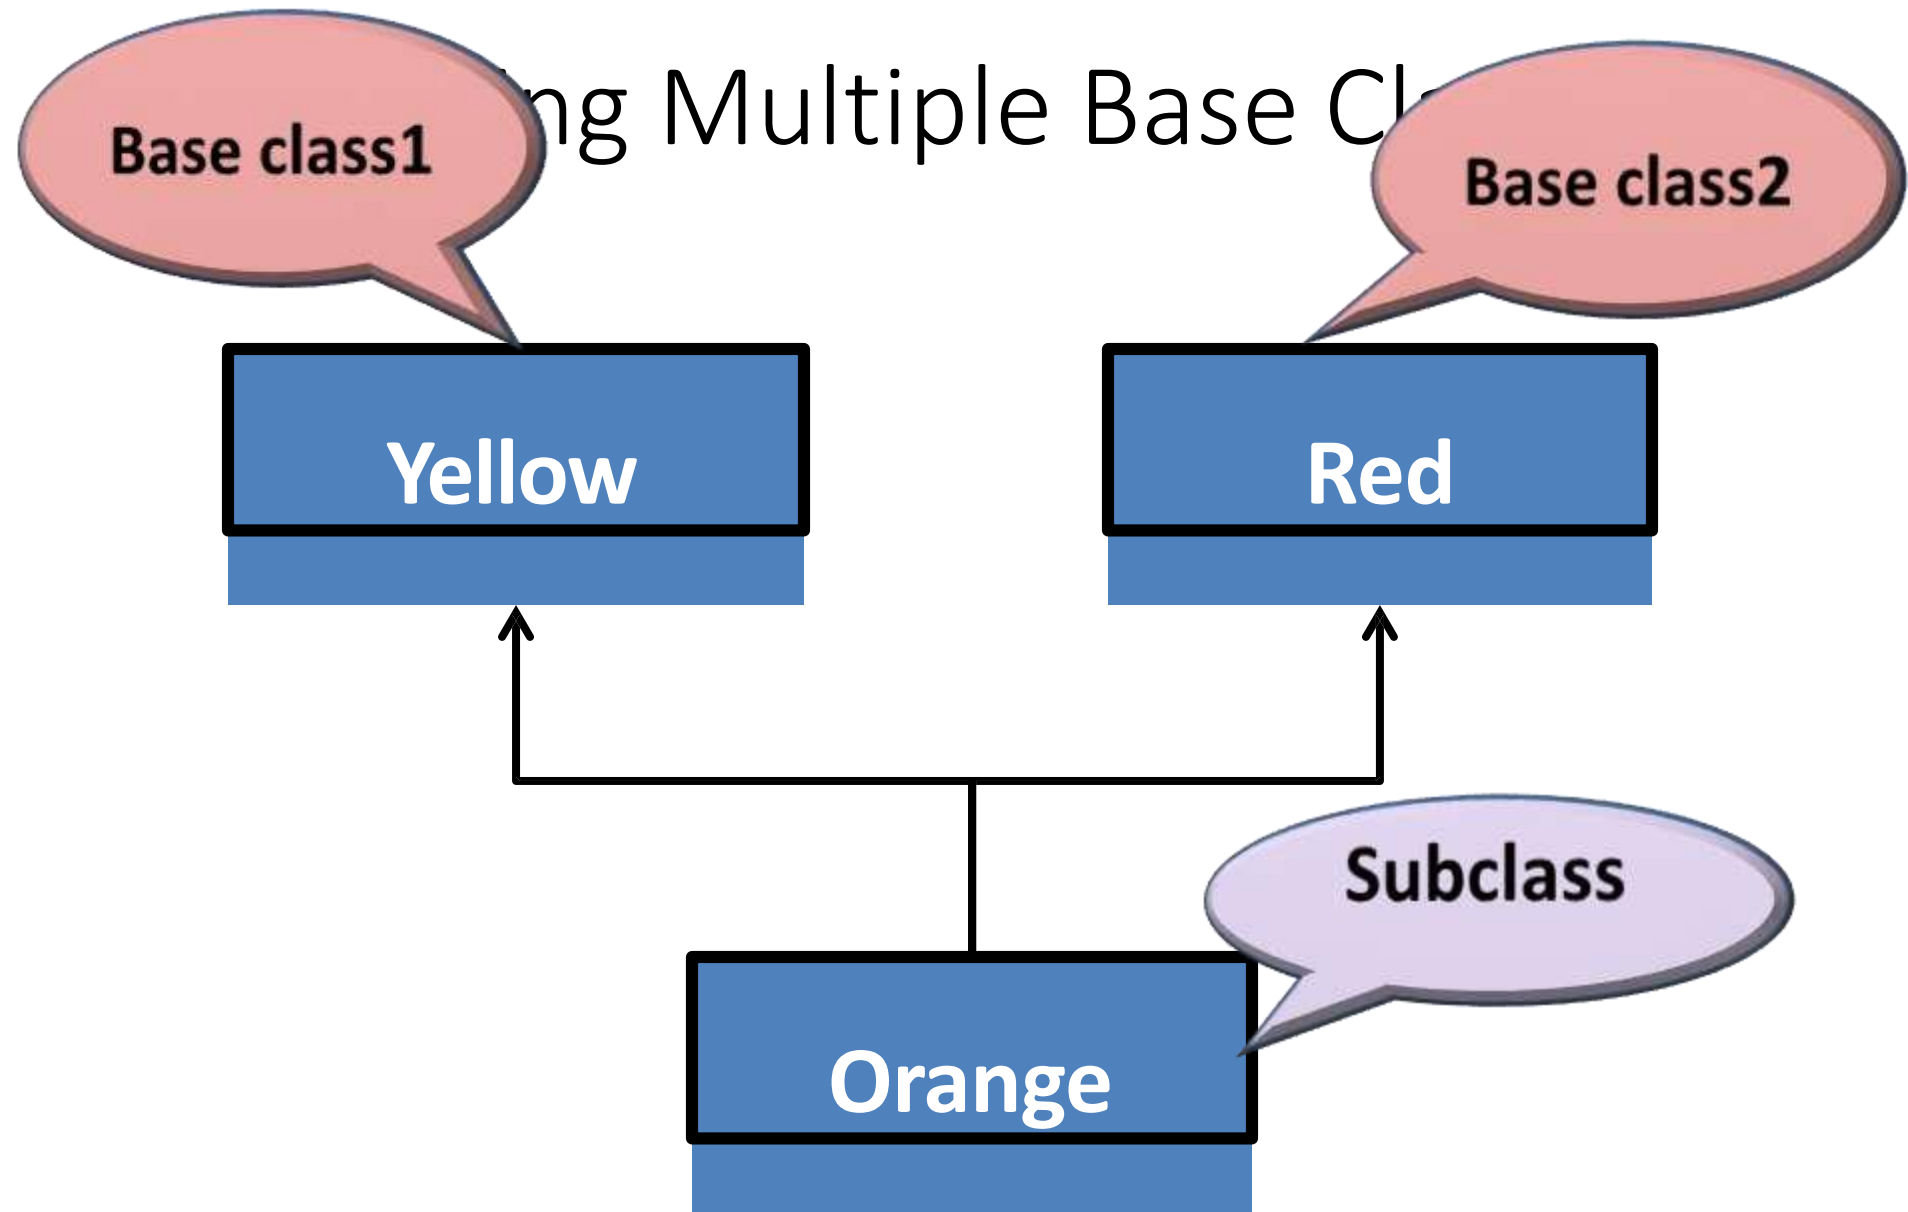 ng Multiple Base Cl
Base class1
Base class2
Yellow
Red
Subclass
Orange